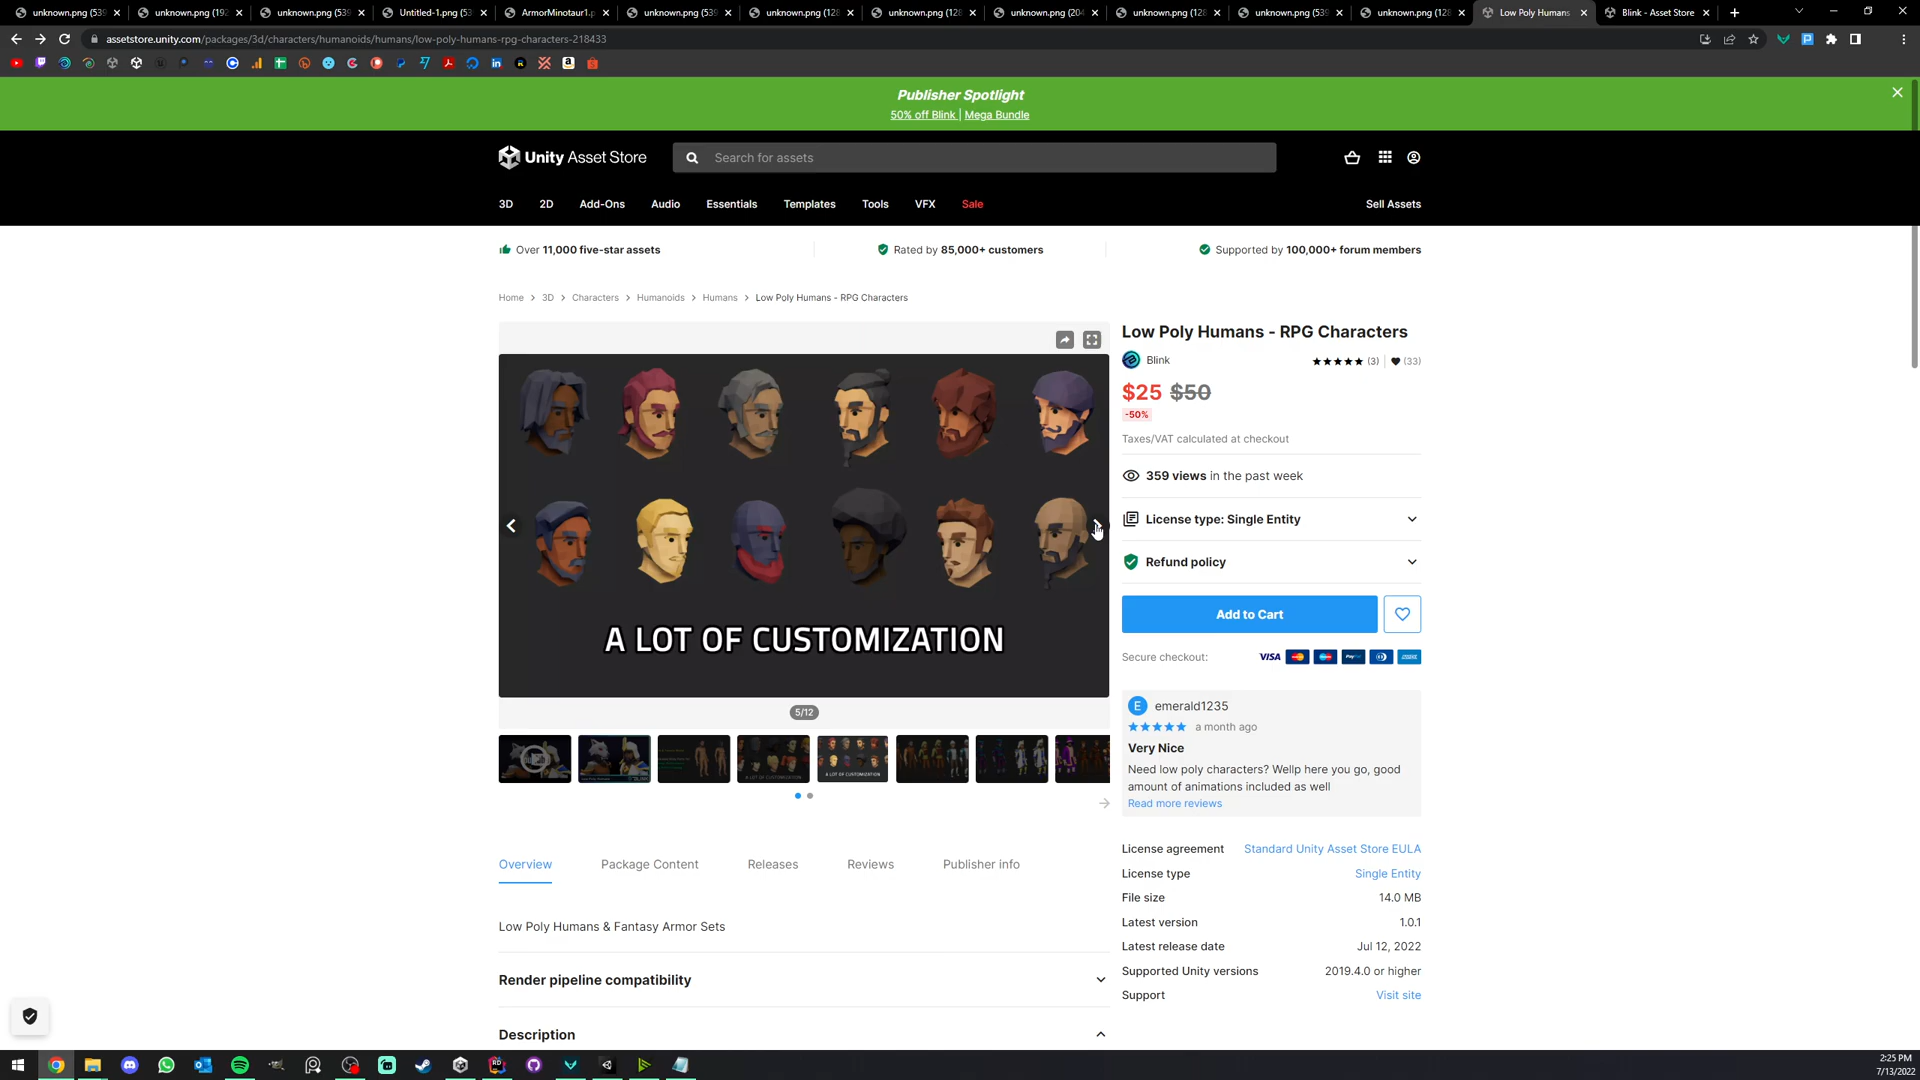 unknown.png (539
unknown.png (192
unknown.png (539
Untitled-1.png (53
ArmorMinotaur1.p
unknown.png (539
unknown.png (128
unknown.png (128
unknown.png (204
unknown.png (128
unknown.png (539
unknown.png (128
Low Poly Humans
Blink - Asset Store
assetstore.unity.com/packages/3d/characters/humanoids/humans/low-poly-humans-rpg-characters-218433
Publisher Spotlight
50% off Blink | Mega Bundle
Unity Asset Store
Search for assets
3D 2D Add-Ons Audio Essentials Templates Tools VFX Sale Sell Assets
Over 11,000 five-star assets
Rated by 85,000+ customers
Supported by 100,000+ forum members
Home > 3D > Characters > Humanoids > Humans > Low Poly Humans - RPG Characters
A LOT OF CUSTOMIZATION
5/12
Low Poly Humans - RPG Characters
Blink
(3) (33)
$25 $50
-50%
Taxes/VAT calculated at checkout
359 views in the past week
License type: Single Entity
Refund policy
Add to Cart
Secure checkout:
VISA
E emerald1235
a month ago
Very Nice
Need low poly characters? Wellp here you go, good
amount of animations included as well
Read more reviews
Overview Package Content Releases Reviews Publisher info
Low Poly Humans & Fantasy Armor Sets
Render pipeline compatibility
Description
License agreement Standard Unity Asset Store EULA
License type Single Entity
File size 14.0 MB
Latest version 1.0.1
Latest release date Jul 12, 2022
Supported Unity versions 2019.4.0 or higher
Support Visit site
2:25 PM
7/13/2022